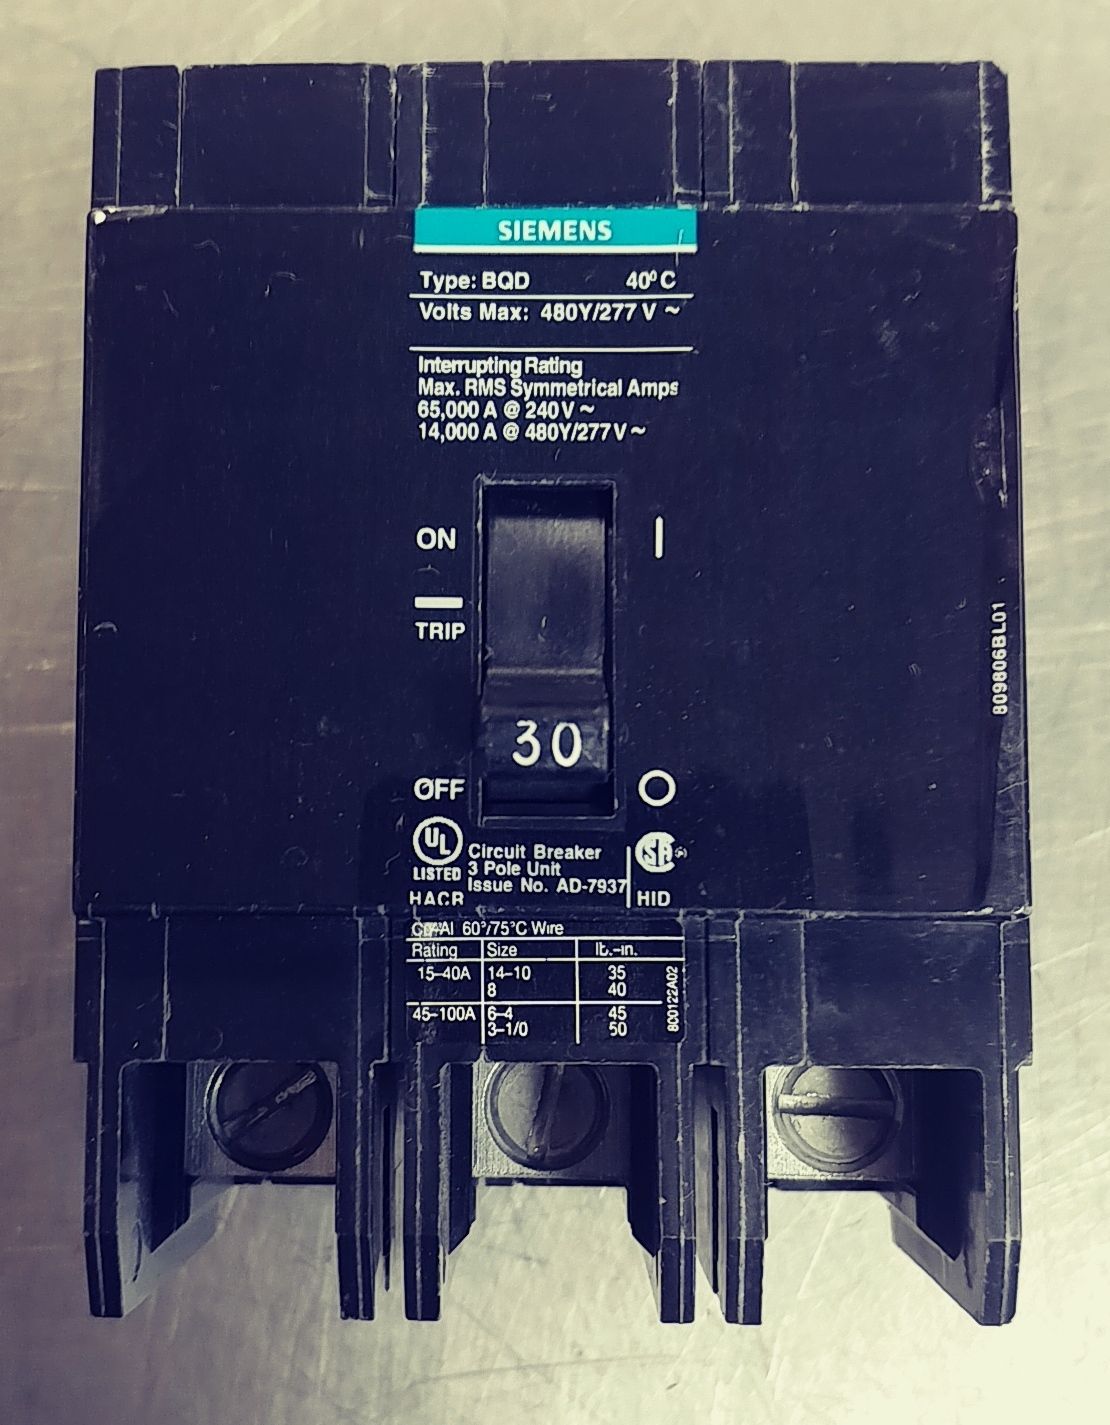 SIEMENS
Type: BQD 40°C
Volts Max: 480Y/277 V ~
Interrupting Rating
Max. RMS Symmetrical Amps
65,000 A @ 240V ~
14,000 A @ 480Y/277V ~
ON I
TRIP
30
OFF O
UL
LISTED
HACR
Circuit Breaker
3 Pole Unit
Issue No. AD-7937
SA
HID
809806BL01
60°/75°C Wire
Rating Size lb.-in.
15-40A 14-10 35
8 40
45-100A 6-4 45
3-1/0 50
800122A02